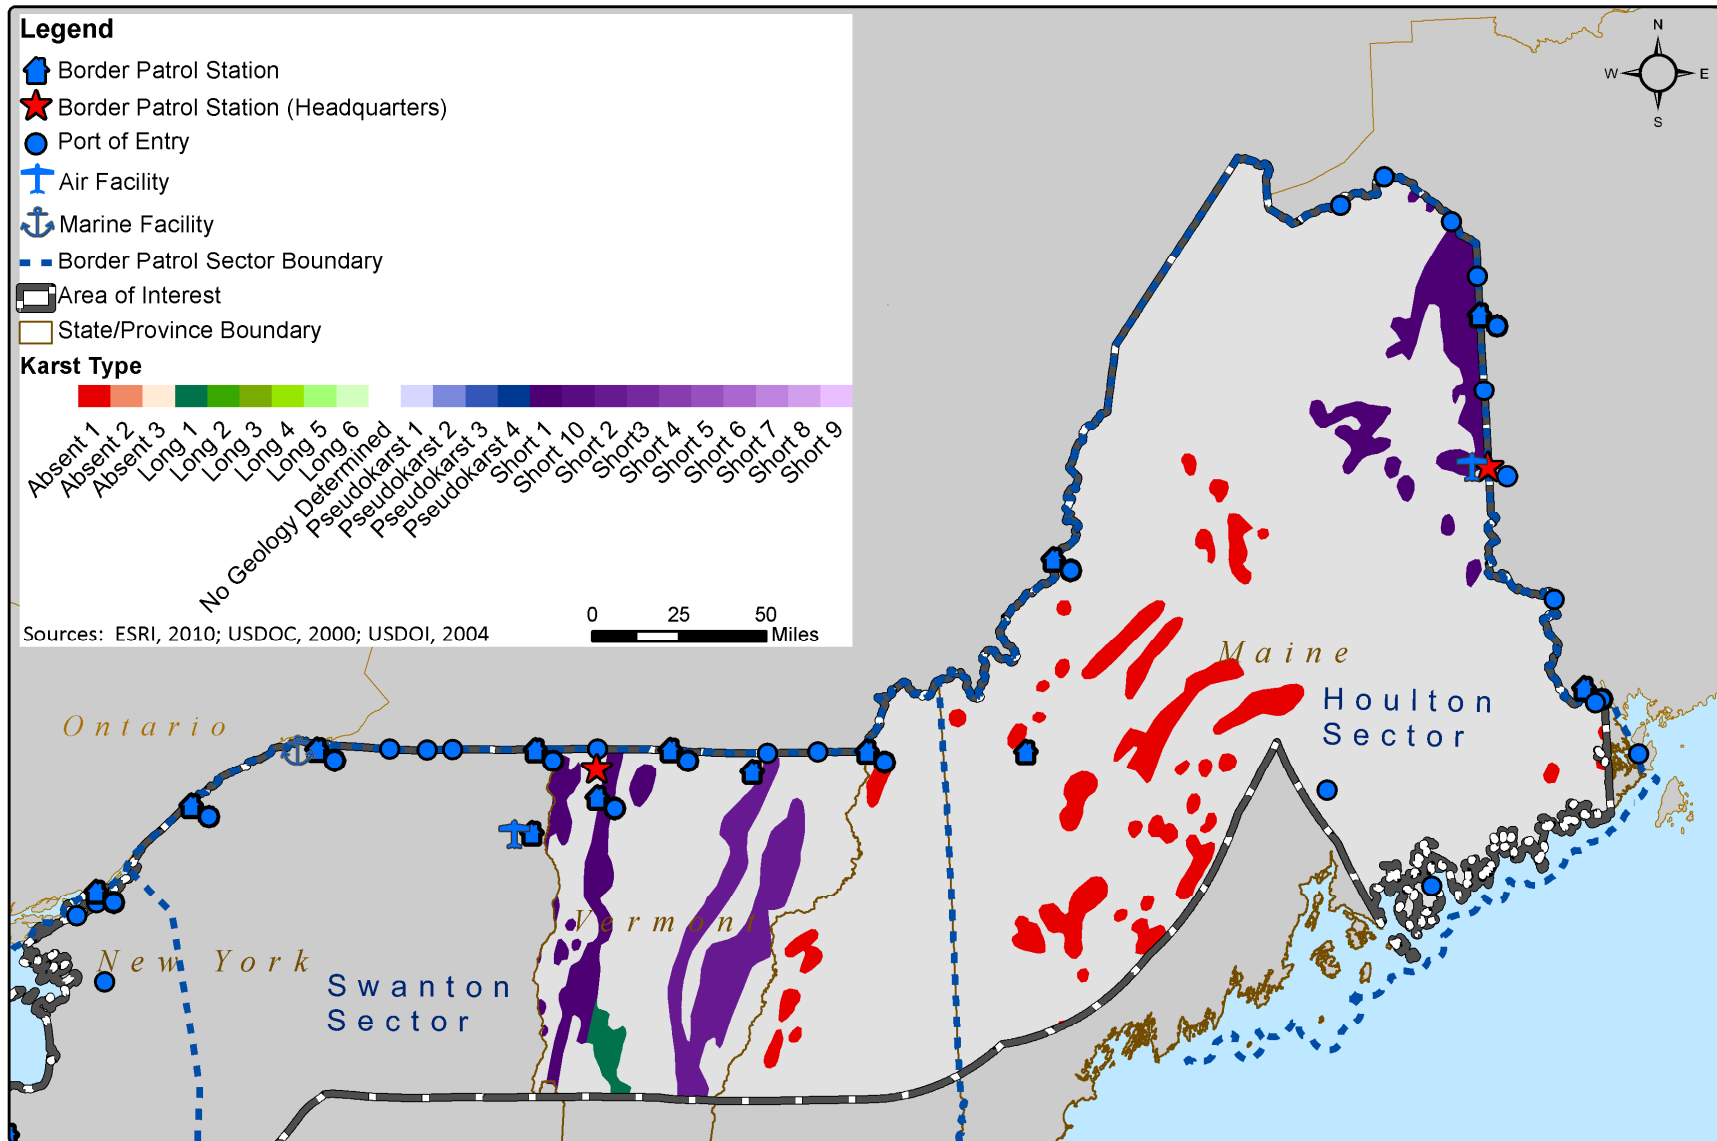 Legend
Border Patrol Station
Border Patrol Station (Headquarters)
Port of Entry
Air Facility
Marine Facility
Border Patrol Sector Boundary
Area of Interest
State/Province Boundary
Karst Type
Absent 1
Absent 2
Absent 3
Long 1
Long 2
Long 3
Long 4
Long 5
Long 6
No Geology Determined
Pseudokarst 1
Pseudokarst 2
Pseudokarst 3
Pseudokarst 4
Short 1
Short 10
Short 2
Short3
Short 4
Short 5
Short 6
Short 7
Short 8
Short 9
0 25 50
Miles
Sources: ESRI, 2010; USDOC, 2000; USDOI, 2004
N
W E
S
Maine
Houlton
Sector
Ontario
Vermont
New York
Swanton
Sector